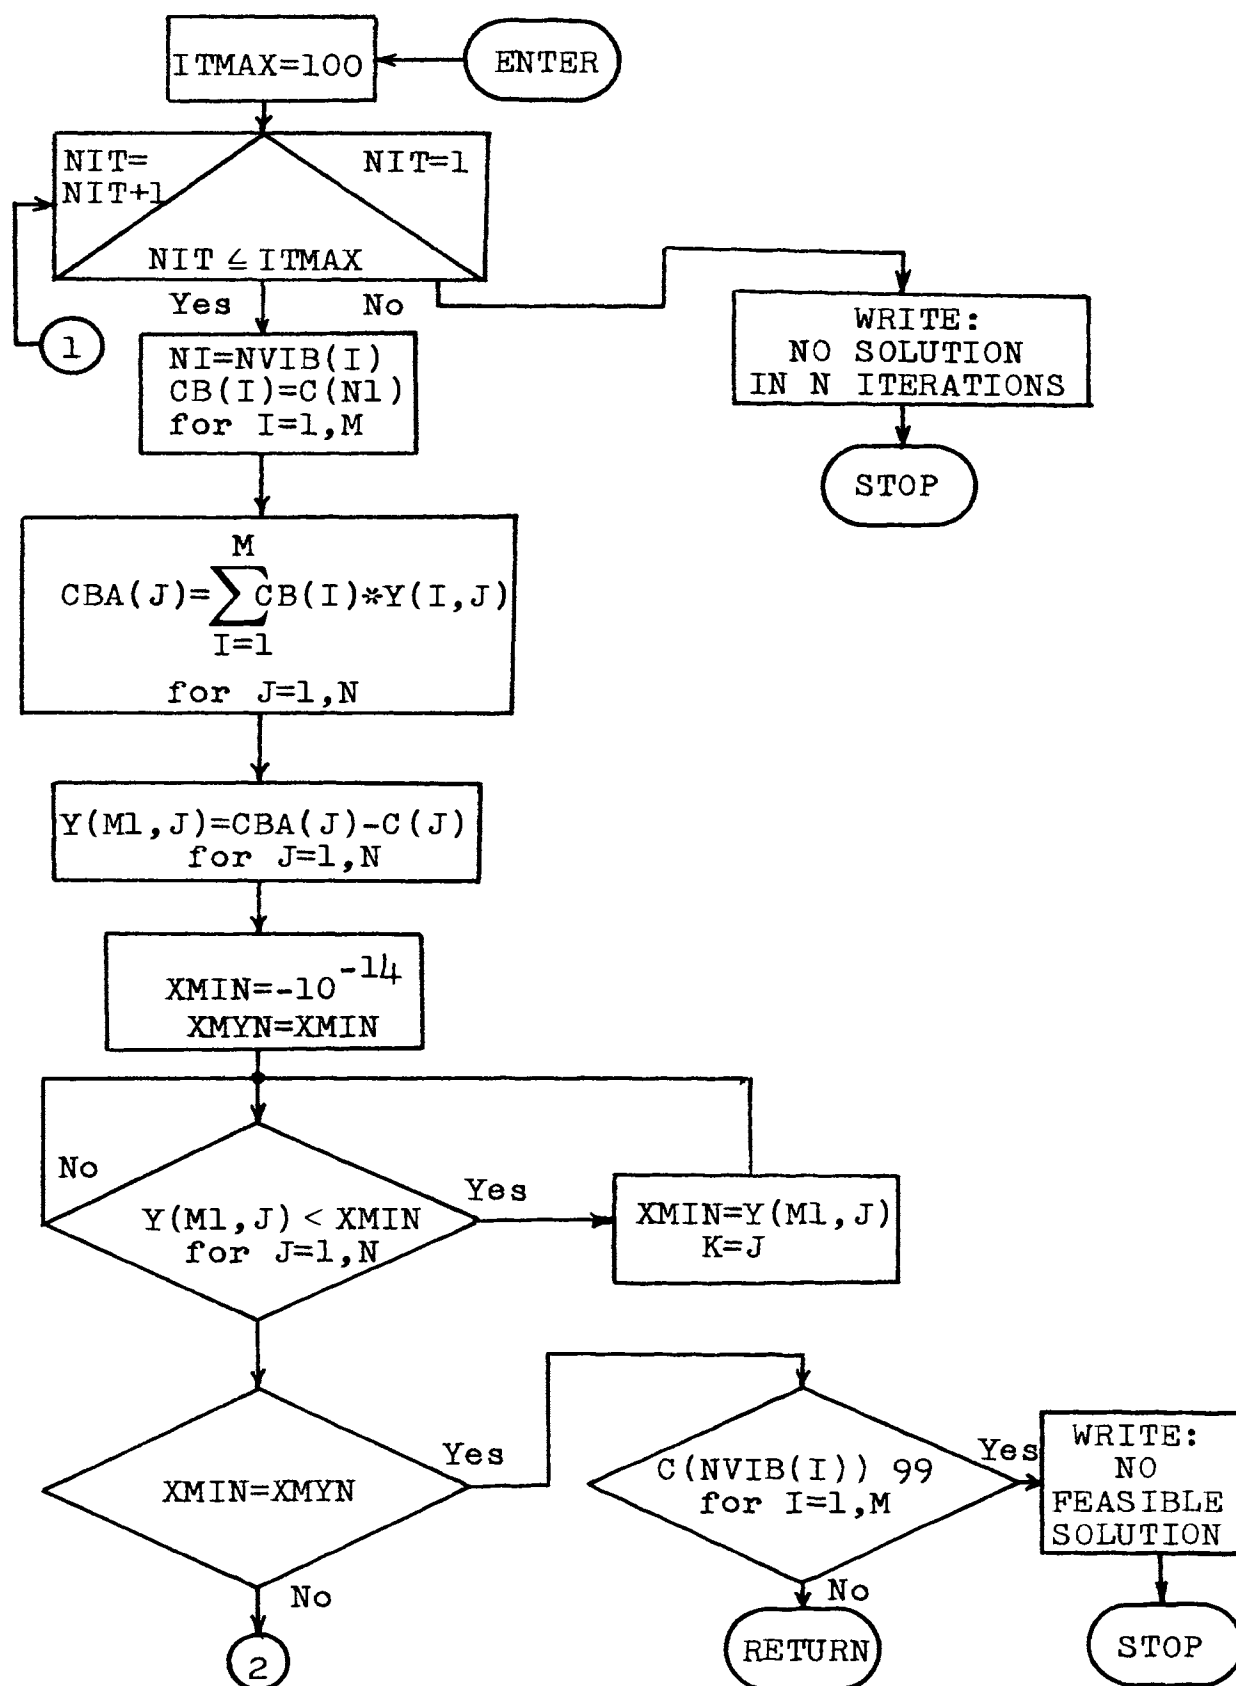 ITMAX=100
ENTER
NIT=
NIT+1
NIT=1
NIT ≤ ITMAX
Yes
No
1
WRITE:
NO SOLUTION
IN N ITERATIONS
STOP
NI=NVIB(I)
CB(I)=C(N1)
for I=1,M
M
CBA(J)=∑CB(I)*Y(I,J)
I=1
for J=1,N
Y(M1,J)=CBA(J)-C(J)
for J=1,N
XMIN=-10^-14
XMYN=XMIN
No
Y(M1,J) < XMIN
for J=1,N
Yes
XMIN=Y(M1,J)
K=J
XMIN=XMYN
Yes
C(NVIB(I)) 99
for I=1,M
Yes
WRITE:
NO
FEASIBLE
SOLUTION
No
No
2
RETURN
STOP